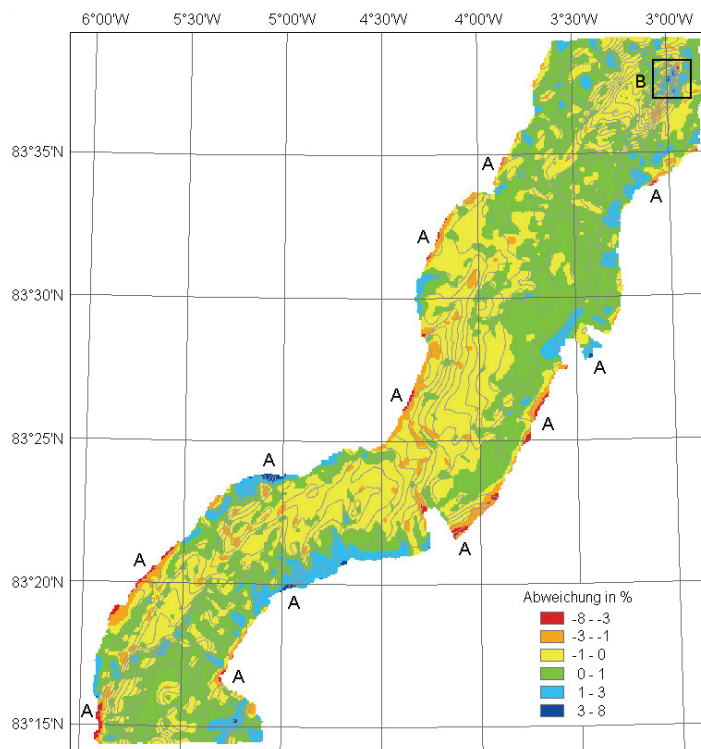 6°00'W 5°30'W 5°00'W 4°30'W 4°00'W 3°30'W 3°00'W
B
83°35'N
A
A
A
83°30'N
A
A
A
83°25'N
A
A
A
83°20'N
A
Abweichung in %
-8 - -3
-3 - -1
-1 - 0
0 - 1
1 - 3
3 - 8
A
A
83°15'N